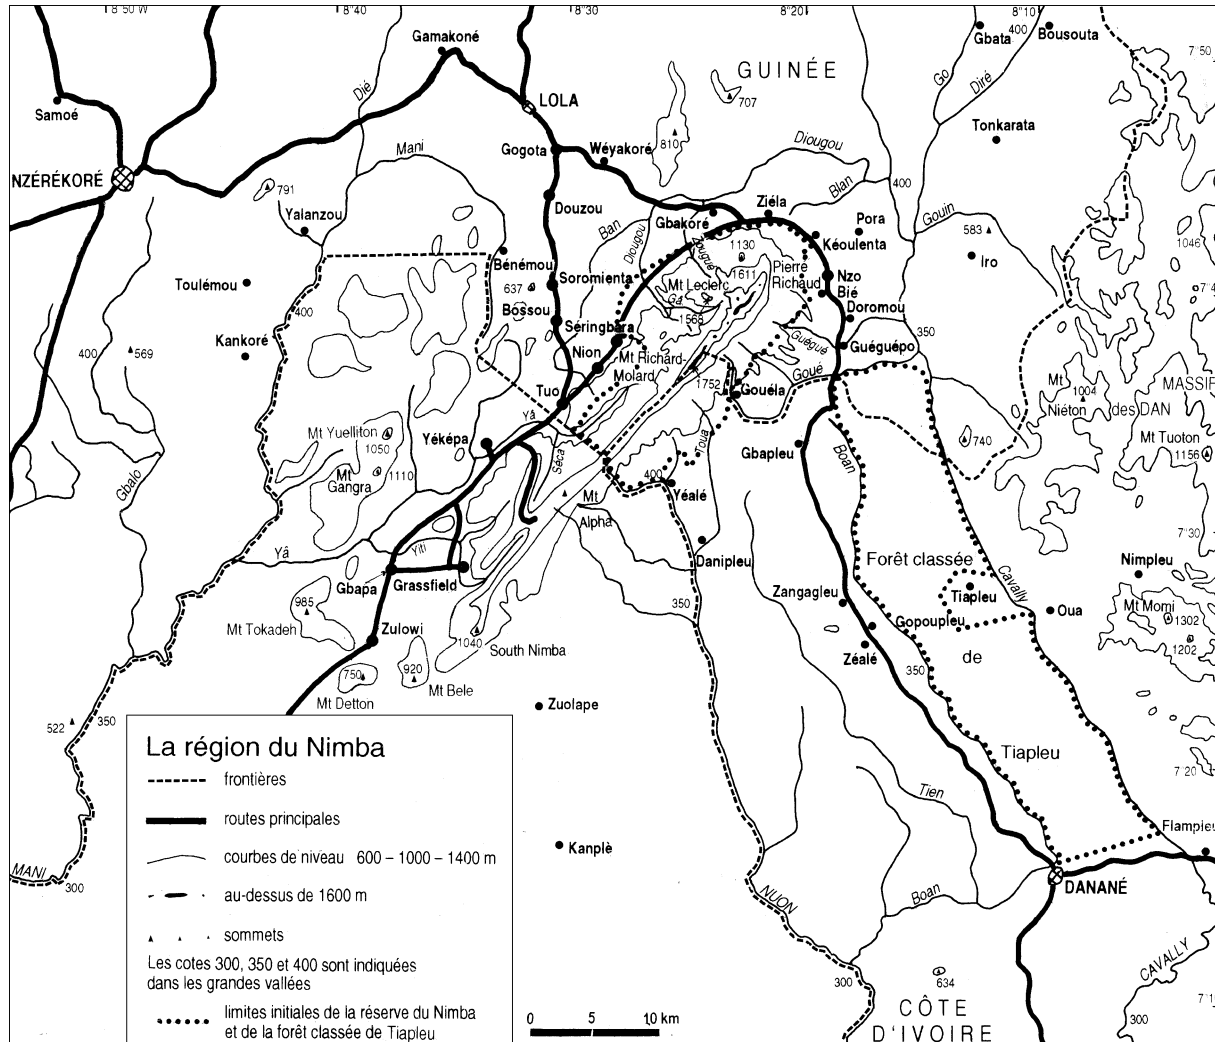 8°50 W
8°40
8°30
8°20
8°10
Gamakoné
Gbata
400
Bousouta
7°50
GUINÉE
Go
Diré
Dié
LOLA
707
Samoé
810
Tonkarata
Mani
Gogota
Wéyakoré
Diougou
NZÉRÉKORÉ
791
Yalanzou
Douzou
Ban
Diougou
Gbakoré
Zougué
Ziéla
Blan
400
Gouin
Pora
583
1046
Kéoulenta
1130
Bénémou
Toulémou
637
Soromienta
Mt Leclerc
1611
Pierre
Richaud
Nzo
Iro
Bié
7°4
400
Bossou
Gä
1568
Doromou
Séringbara
Guégué
350
Kankoré
400
569
Nion
Mt Richard-
Molard
Guéguépo
Goué
1752
Gouéla
Mt
1004
MASSIF
Niéton
des DAN
Tuo
Yâ
Mt Yuelliton
1050
Yéképa
Séca
Toua
Gbapleu
Boan
740
Mt Tuoton
1156
Gbalo
Mt
Gangra
1110
400
Yéalé
Mt
Alpha
7°30
Yâ
Yiti
Danipleu
Forêt classée
Nimpleu
Gbapa
Grassfield
Cavally
Zangagleu
Tiapleu
Oua
Mt Momi
1302
985
Mt Tokadeh
350
Gopoupleu
1202
Zulowi
1040
South Nimba
Zéalé
350
de
750
920
Mt Bele
Mt Detton
Zuolape
522
350
Tiapleu
7°20
La région du Nimba
frontières
Tien
routes principales
Flampleu
courbes de niveau 600 – 1000 – 1400 m
Kanplè
MANI
300
au-dessus de 1600 m
NUON
Boan
DANANÉ
sommets
Les cotes 300, 350 et 400 sont indiquées
dans les grandes vallées
CAVALLY
300
634
7°1
limites initiales de la réserve du Nimba
et de la forêt classée de Tiapleu
0 5 10 km
CÔTE
D'IVOIRE
300